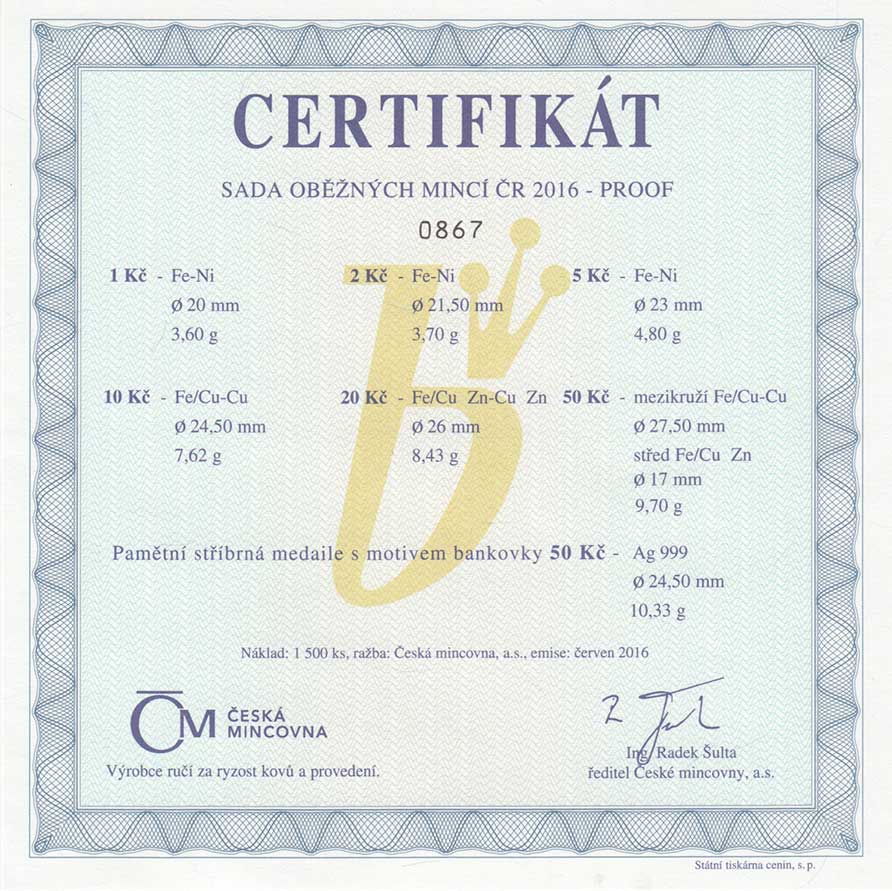 CERTIFIKÁT
SADA OBĚŽNÝCH MINCÍ ČR 2016 - PROOF
0867
1 Kč - Fe-Ni
Ø 20 mm
3,60 g
2 Kč - Fe-Ni
Ø 21,50 mm
3,70 g
5 Kč - Fe-Ni
Ø 23 mm
4,80 g
10 Kč - Fe/Cu-Cu
Ø 24,50 mm
7,62 g
20 Kč - Fe/Cu Zn-Cu Zn
Ø 26 mm
8,43 g
50 Kč - mezikruží Fe/Cu-Cu
Ø 27,50 mm
střed Fe/Cu Zn
Ø 17 mm
9,70 g
Pamětní stříbrná medaile s motivem bankovky 50 Kč - Ag 999
Ø 24,50 mm
10,33 g
Náklad: 1 500 ks, ražba: Česká mincovna, a.s., emise: červen 2016
ČM ČESKÁ
MINCOVNA
Výrobce ručí za ryzost kovů a provedení.
Ing. Radek Šulta
ředitel České mincovny, a.s.
Státní tiskárna cenin, s.p.